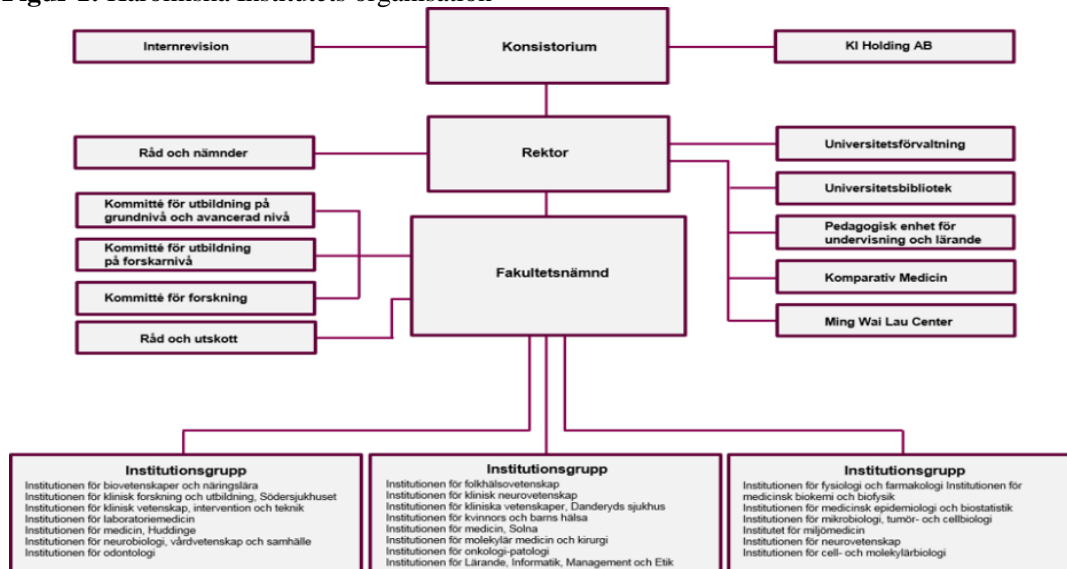 Figur 1: Karolinska Institutets organisation
Internrevision
Konsistorium
KI Holding AB
Råd och nämnder
Rektor
Universitetsförvaltning
Universitetsbibliotek
Kommitté för utbildning på
grundnivå och avancerad nivå
Kommitté för utbildning
på forskarnivå
Kommitté för forskning
Råd och utskott
Fakultetsnämnd
Pedagogisk enhet för
undervisning och lärande
Komparativ Medicin
Ming Wai Lau Center
Institutionsgrupp
Institutionen för biovetenskaper och näringslära
Institutionen för klinisk forskning och utbildning, Södersjukhuset
Institutionen för klinisk vetenskap, intervention och teknik
Institutionen för laboratoriemedicin
Institutionen för medicin, Huddinge
Institutionen för neurobiologi, vårdvetenskap och samhälle
Institutionen för odontologi
Institutionsgrupp
Institutionen för folkhälsovetenskap
Institutionen för klinisk neurovetenskap
Institutionen för kliniska vetenskaper, Danderyds sjukhus
Institutionen för kvinnors och barns hälsa
Institutionen för medicin, Solna
Institutionen för molekylär medicin och kirurgi
Institutionen för onkologi-patologi
Institutionen för Lärande, Informatik, Management och Etik
Institutionsgrupp
Institutionen för fysiologi och farmakologi Institutionen för
medicinsk biokemi och biofysik
Institutionen för medicinsk epidemiologi och biostatistik
Institutionen för mikrobiologi, tumör- och cellbiologi
Institutet för miljömedicin
Institutionen för neurovetenskap
Institutionen för cell- och molekylärbiologi